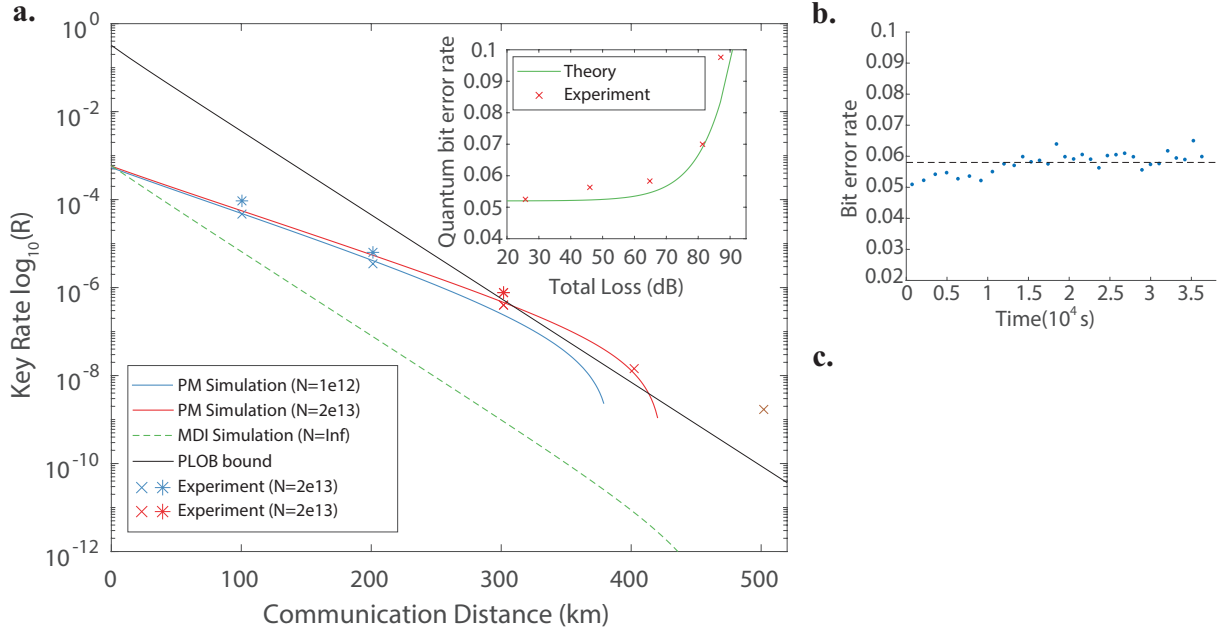 a.
10^0
10^-2
10^-4
10^-6
10^-8
10^-10
10^-12
Key Rate log10(R)
0
100
200
300
400
500
Communication Distance (km)
PM Simulation (N=1e12)
PM Simulation (N=2e13)
MDI Simulation (N=Inf)
PLOB bound
Experiment (N=2e13)
Experiment (N=2e13)
0.1
0.09
0.08
0.07
0.06
0.05
0.04
Quantum bit error rate
Theory
Experiment
20 30 40 50 60 70 80 90
Total Loss (dB)
b.
0.1
0.09
0.08
0.07
0.06
0.05
0.04
0.03
0.02
Bit error rate
0 0.5 1 1.5 2 2.5 3 3.5
Time(10^4 s)
c.